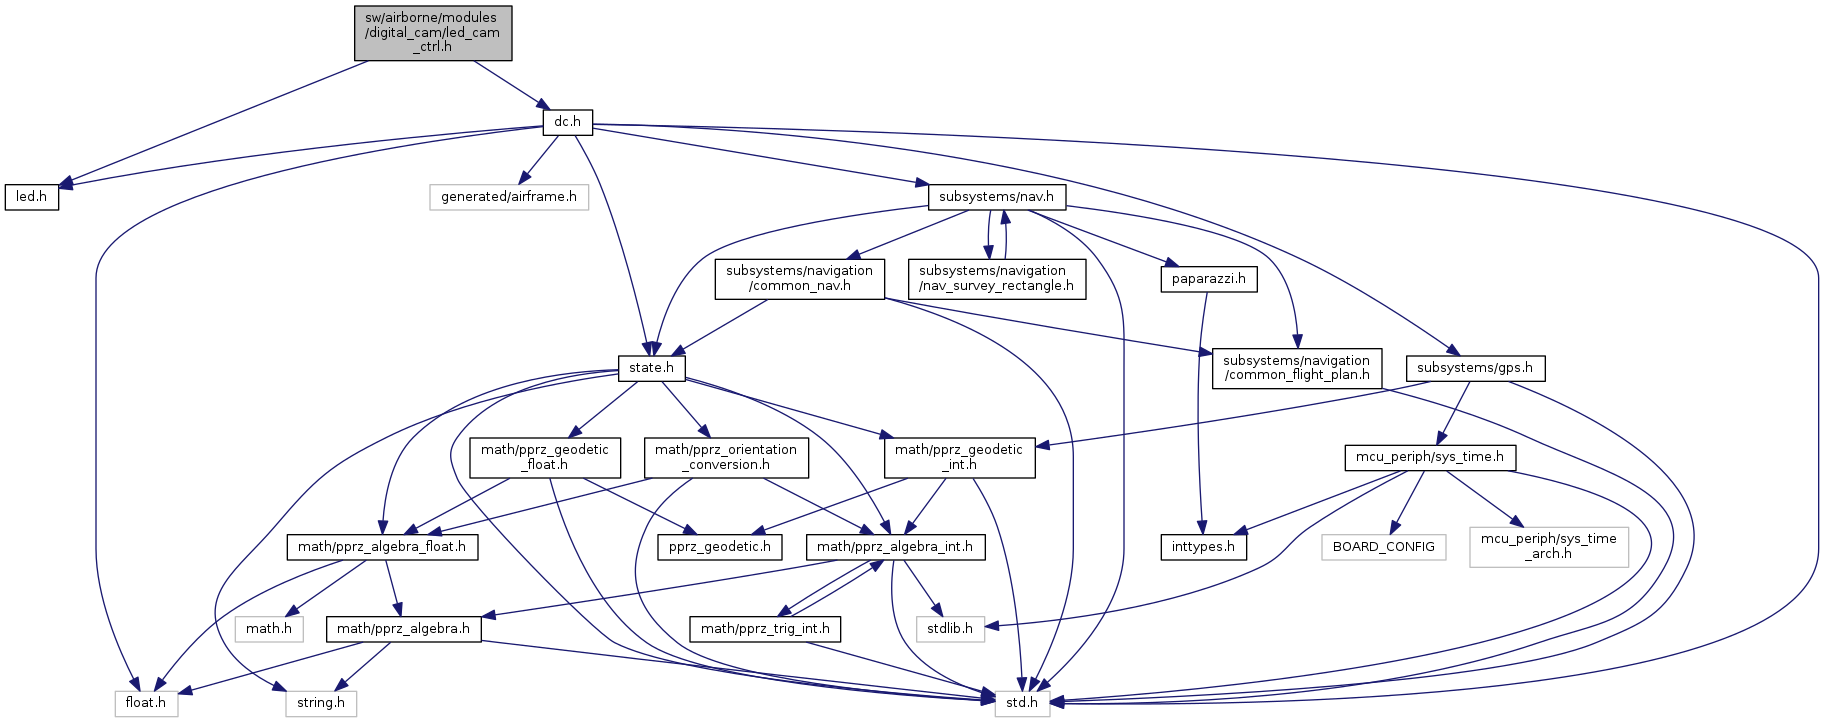 sw/airborne/modules
/digital_cam/led_cam
_ctrl.h
dc.h
led.h
generated/airframe.h
subsystems/nav.h
subsystems/navigation
/common_nav.h
subsystems/navigation
/nav_survey_rectangle.h
paparazzi.h
state.h
subsystems/navigation
/common_flight_plan.h
subsystems/gps.h
math/pprz_geodetic
_float.h
math/pprz_orientation
_conversion.h
math/pprz_geodetic
_int.h
mcu_periph/sys_time.h
math/pprz_algebra_float.h
pprz_geodetic.h
math/pprz_algebra_int.h
inttypes.h
BOARD_CONFIG
mcu_periph/sys_time
_arch.h
math.h
math/pprz_algebra.h
math/pprz_trig_int.h
stdlib.h
float.h
string.h
std.h